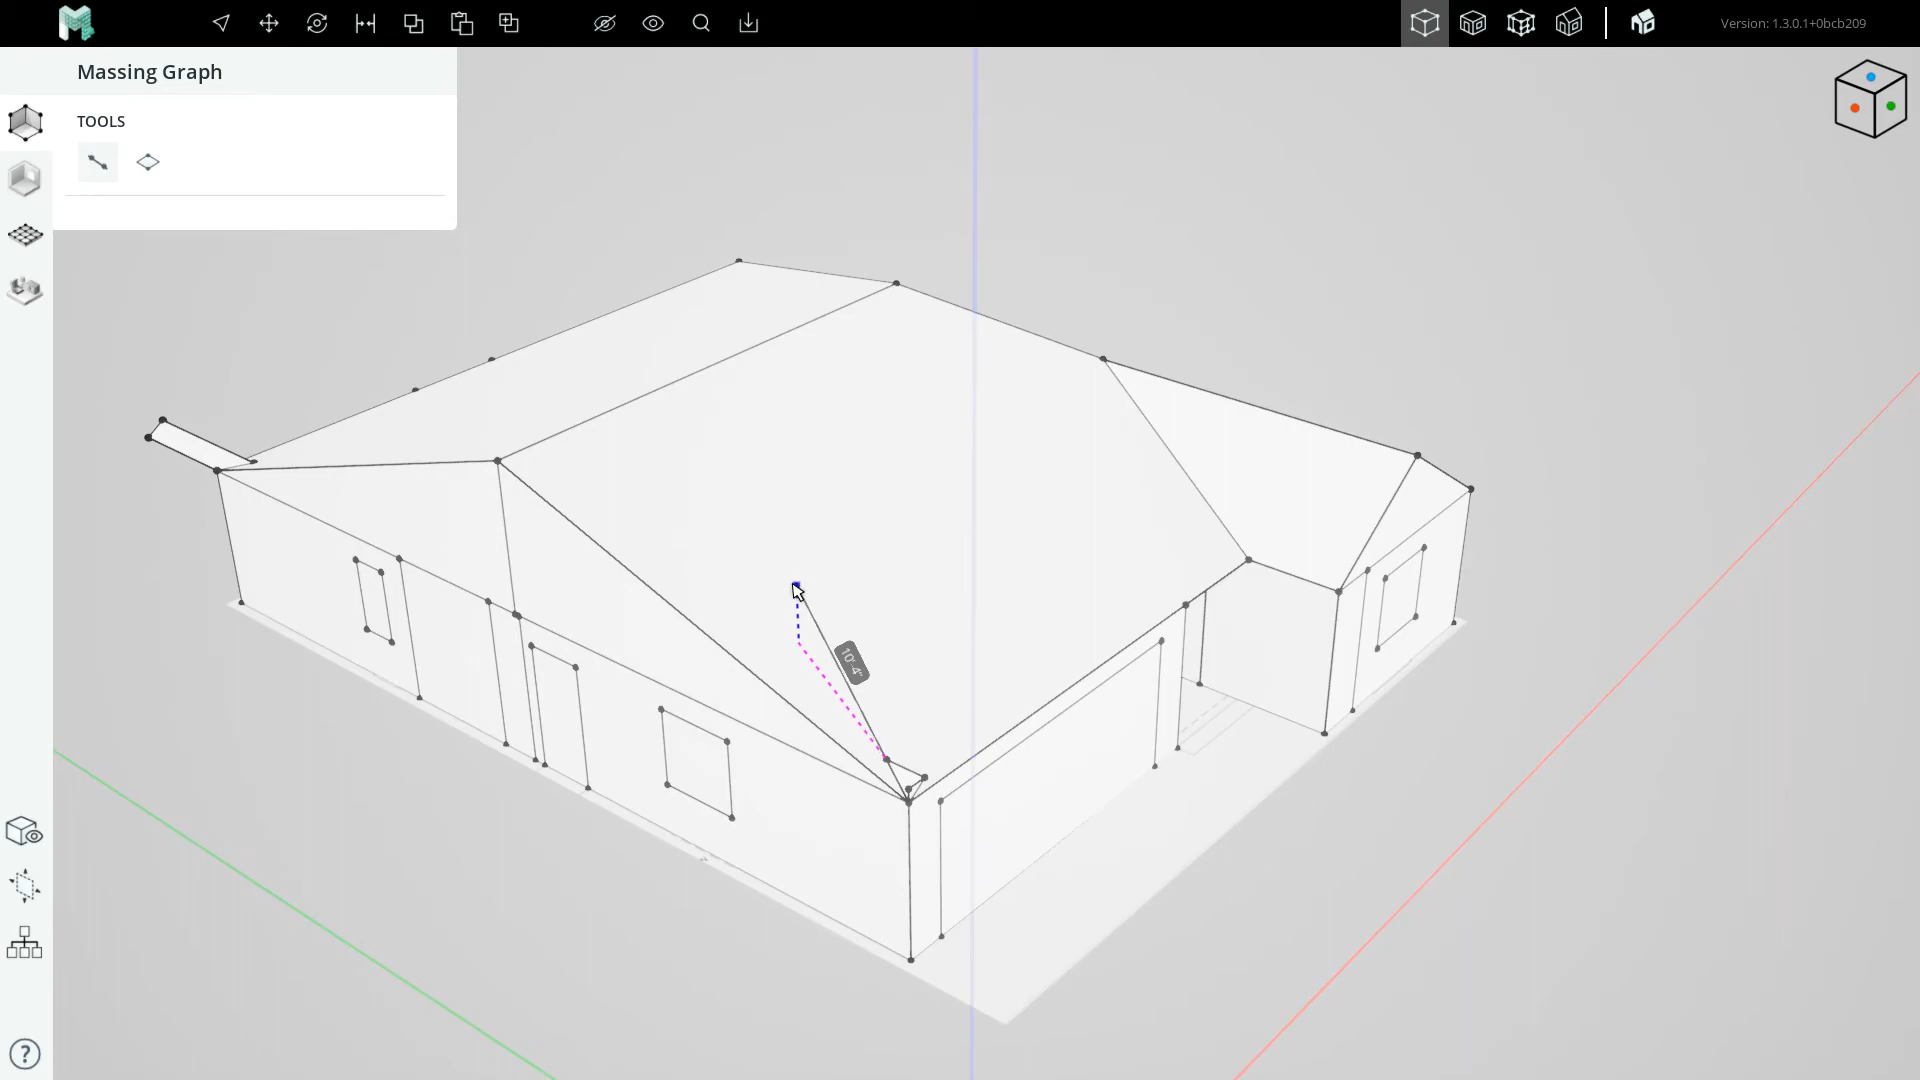 Version: 1.3.0.1+0bcb209
Massing Graph
TOOLS
10' 4"
?